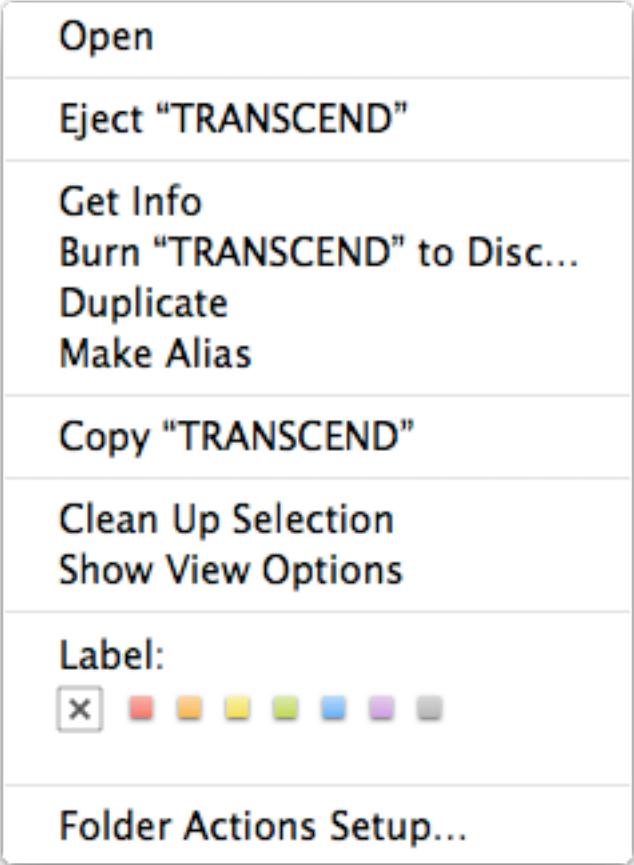 Open
Eject “TRANSCEND”
Get Info
Burn “TRANSCEND” to Disc...
Duplicate
Make Alias
Copy “TRANSCEND”
Clean Up Selection
Show View Options
Label:
Folder Actions Setup...